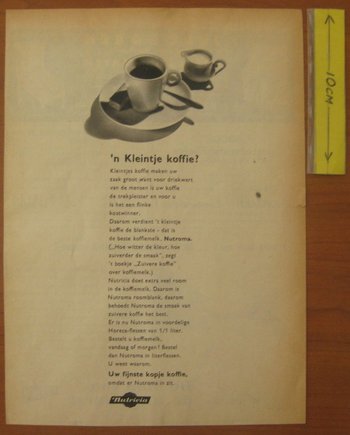 'n Kleintje koffie?
Kleintjes koffie maken uw
zaak groot want voor driekwart
van de mensen is uw koffie
de trekpleister en voor u
is het een flinke
kostwinner.
Daarom verdient 't kleintje
koffie de blankste - dat is
de beste koffiemelk. Nutroma.
(„Hoe witter de kleur, hoe
zuiverder de smaak", zegt
't boekje „Zuivere koffie"
over koffiemelk.)
Nutricia doet extra veel room
in de koffiemelk. Daarom is
Nutroma roomblank, daarom
behoedt Nutroma de smaak van
zuivere koffie het best.
Er is nu Nutroma in voordelige
Horeca-flessen van 1/1 liter.
Bestelt u koffiemelk,
vandaag of morgen? Bestel
dan Nutroma in literflessen.
U weet waarom.
Uw fijnste kopje koffie,
omdat er Nutroma in zit.
Nutricia
10CM